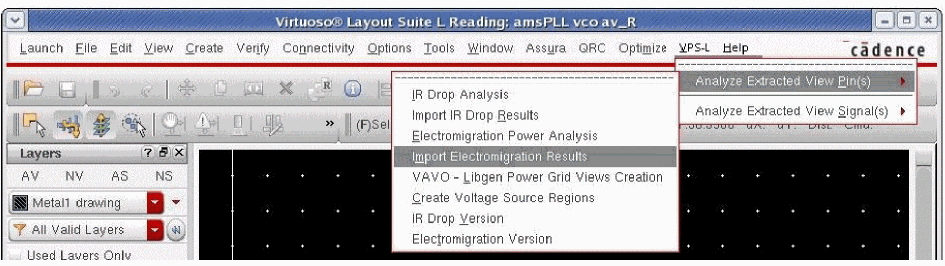 Virtuoso® Layout Suite L Reading: amsPLL vco av_R
Launch File Edit View Create Verify Connectivity Options Tools Window Assura QRC Optimize VPS-L Help cādence
Analyze Extracted View Pin(s)
Analyze Extracted View Signal(s)
IR Drop Analysis
Import IR Drop Results
Electromigration Power Analysis
Import Electromigration Results
VAVO - Libgen Power Grid Views Creation
Create Voltage Source Regions
IR Drop Version
Electromigration Version
» (F)Sel
Layers
AV NV AS NS
Metal1 drawing
All Valid Layers
Used Layers Only